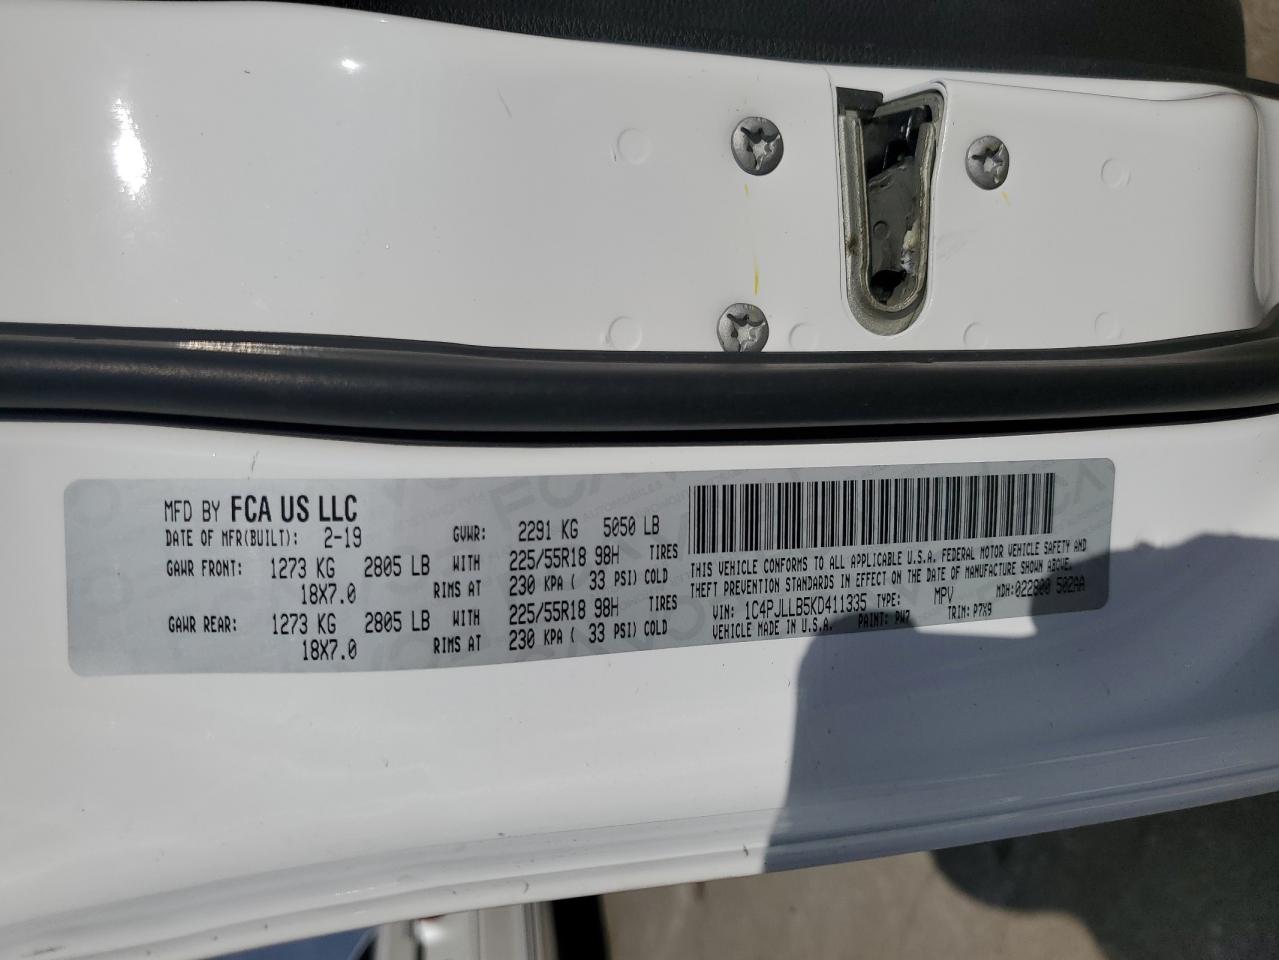 MFD BY FCA US LLC
DATE OF MFR(BUILT): 2-19 GVWR: 2291 KG 5050 LB
GAWR FRONT: 1273 KG 2805 LB WITH 225/55R18 98H TIRES
18X7.0 RIMS AT 230 KPA ( 33 PSI) COLD
GAWR REAR: 1273 KG 2805 LB WITH 225/55R18 98H TIRES
18X7.0 RIMS AT 230 KPA ( 33 PSI) COLD
THIS VEHICLE CONFORMS TO ALL APPLICABLE U.S.A. FEDERAL MOTOR VEHICLE SAFETY AND
THEFT PREVENTION STANDARDS IN EFFECT ON THE DATE OF MANUFACTURE SHOWN ABOVE.
VIN: 1C4PJLLB5KD411335 TYPE: MPV MDH: 022800 502AA
VEHICLE MADE IN U.S.A. PAINT: PW7 TRIM: P7X9